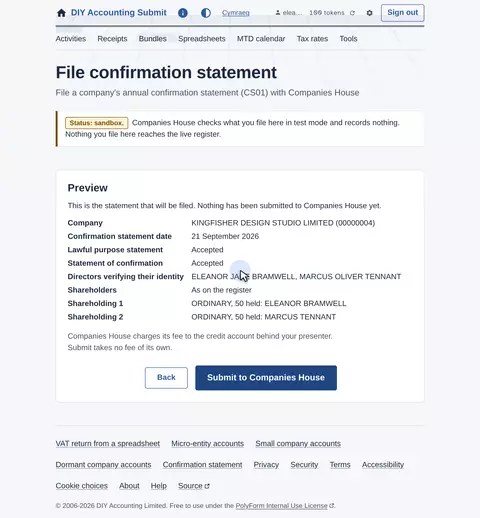 DIY Accounting Submit Cymraeg elea... 100 tokens Sign out
Activities Receipts Bundles Spreadsheets MTD calendar Tax rates Tools
File confirmation statement
File a company's annual confirmation statement (CS01) with Companies House
Status: sandbox. Companies House checks what you file here in test mode and records nothing.
Nothing you file here reaches the live register.
Preview
This is the statement that will be filed. Nothing has been submitted to Companies House yet.
Company KINGFISHER DESIGN STUDIO LIMITED (00000004)
Confirmation statement date 21 September 2026
Lawful purpose statement Accepted
Statement of confirmation Accepted
Directors verifying their identity ELEANOR JANE BRAMWELL, MARCUS OLIVER TENNANT
Shareholders As on the register
Shareholding 1 ORDINARY, 50 held: ELEANOR BRAMWELL
Shareholding 2 ORDINARY, 50 held: MARCUS TENNANT
Companies House charges its fee to the credit account behind your presenter.
Submit takes no fee of its own.
Back Submit to Companies House
VAT return from a spreadsheet Micro-entity accounts Small company accounts
Dormant company accounts Confirmation statement Privacy Security Terms Accessibility
Cookie choices About Help Source
© 2006-2026 DIY Accounting Limited. Free to use under the PolyForm Internal Use License.